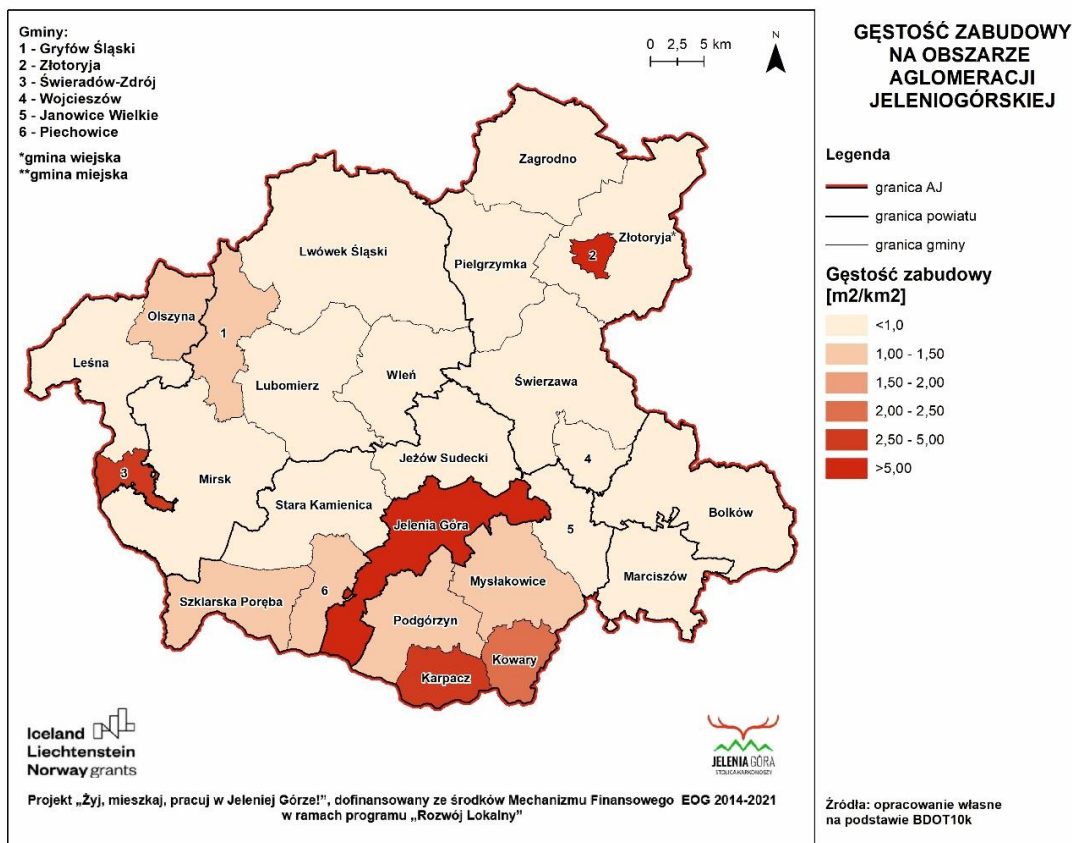 Gminy:
1 - Gryfów Śląski
2 - Złotoryja
3 - Świeradów-Zdrój
4 - Wojcieszów
5 - Janowice Wielkie
6 - Piechowice
*gmina wiejska
**gmina miejska
0 2,5 5 km
N
GĘSTOŚĆ ZABUDOWY
NA OBSZARZE
AGLOMERACJI
JELENIOGÓRSKIEJ
Legenda
granica AJ
granica powiatu
granica gminy
Gęstość zabudowy
[m2/km2]
<1,0
1,00 - 1,50
1,50 - 2,00
2,00 - 2,50
2,50 - 5,00
>5,00
Zagrodno
Lwówek Śląski
Pielgrzymka
Złotoryja*
2
Olszyna
1
Leśna
Lubomierz
Wleń
Świerzawa
4
Jeżów Sudecki
3
Mirsk
Stara Kamienica
Jelenia Góra
5
Bolków
Marciszów
Mysłakowice
Szklarska Poręba
6
Podgórzyn
Kowary
Karpacz
Iceland
Liechtenstein
Norway grants
JELENIA GÓRA
STOLICA KARKONOSZY
Projekt „Żyj, mieszkaj, pracuj w Jeleniej Górze!”, dofinansowany ze środków Mechanizmu Finansowego EOG 2014-2021
w ramach programu „Rozwój Lokalny”
Źródła: opracowanie własne
na podstawie BDOT10k